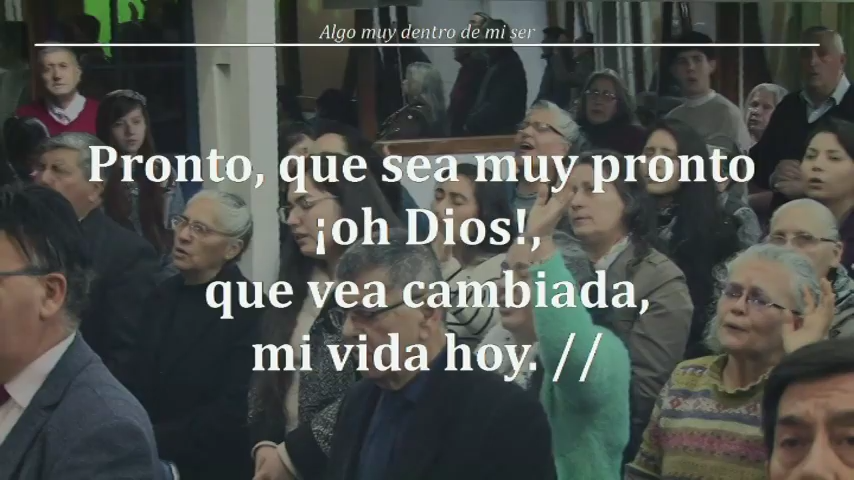 Algo muy dentro de mi ser
Pronto, que sea muy pronto
¡oh Dios!,
que vea cambiada,
mi vida hoy. //